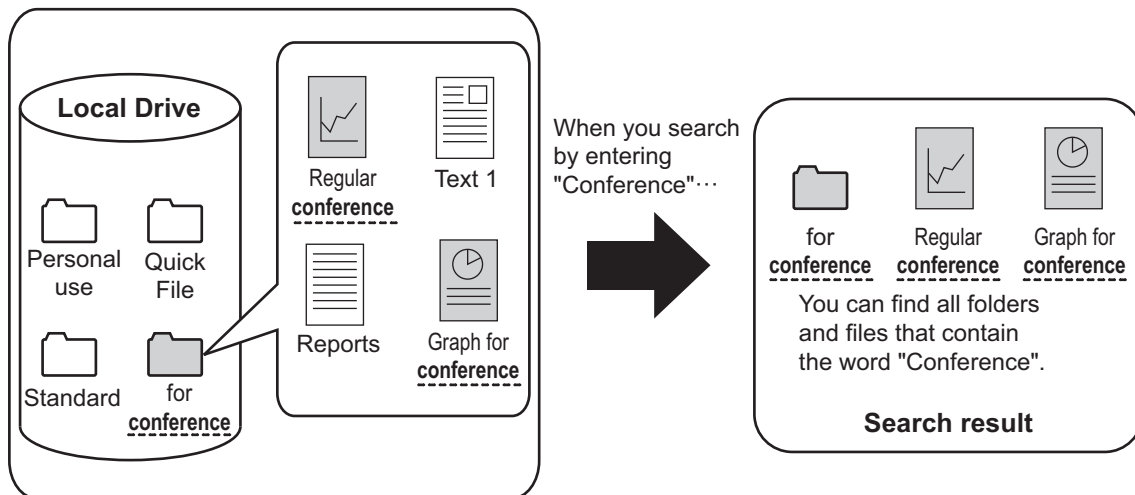 Local Drive
Personal
use
Quick
File
Standard
for
conference
Regular
conference
Text 1
Reports
Graph for
conference
When you search
by entering
"Conference"···
for
conference
Regular
conference
Graph for
conference
You can find all folders
and files that contain
the word "Conference".
Search result